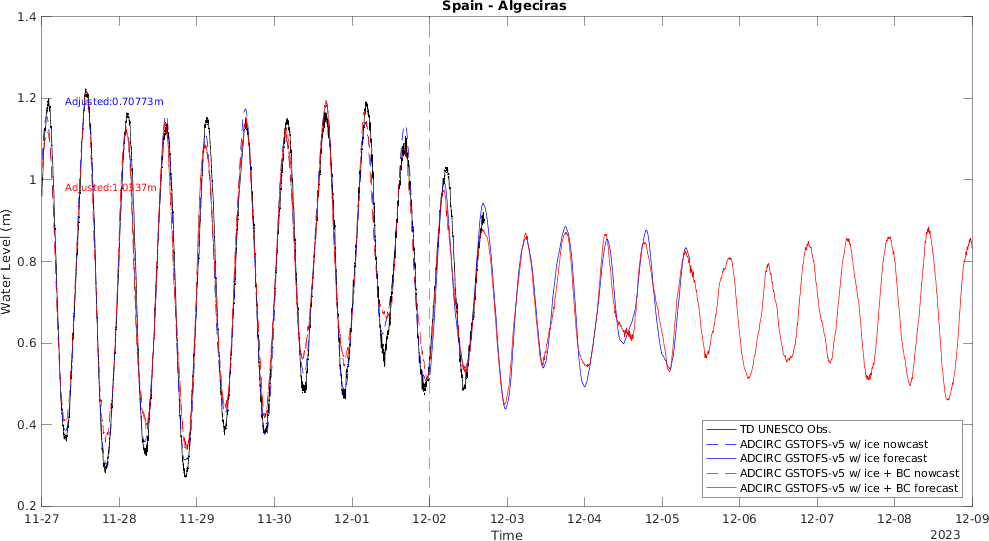 Spain - Algeciras
1.4
1.2
1
0.8
0.6
0.4
0.2
Water Level (m)
Adjusted:0.70773m
Adjusted:1.0337m
TD UNESCO Obs.
ADCIRC GSTOFS-v5 w/ ice nowcast
ADCIRC GSTOFS-v5 w/ ice forecast
ADCIRC GSTOFS-v5 w/ ice + BC nowcast
ADCIRC GSTOFS-v5 w/ ice + BC forecast
11-27 11-28 11-29 11-30 12-01 12-02 12-03 12-04 12-05 12-06 12-07 12-08 12-09
Time
2023